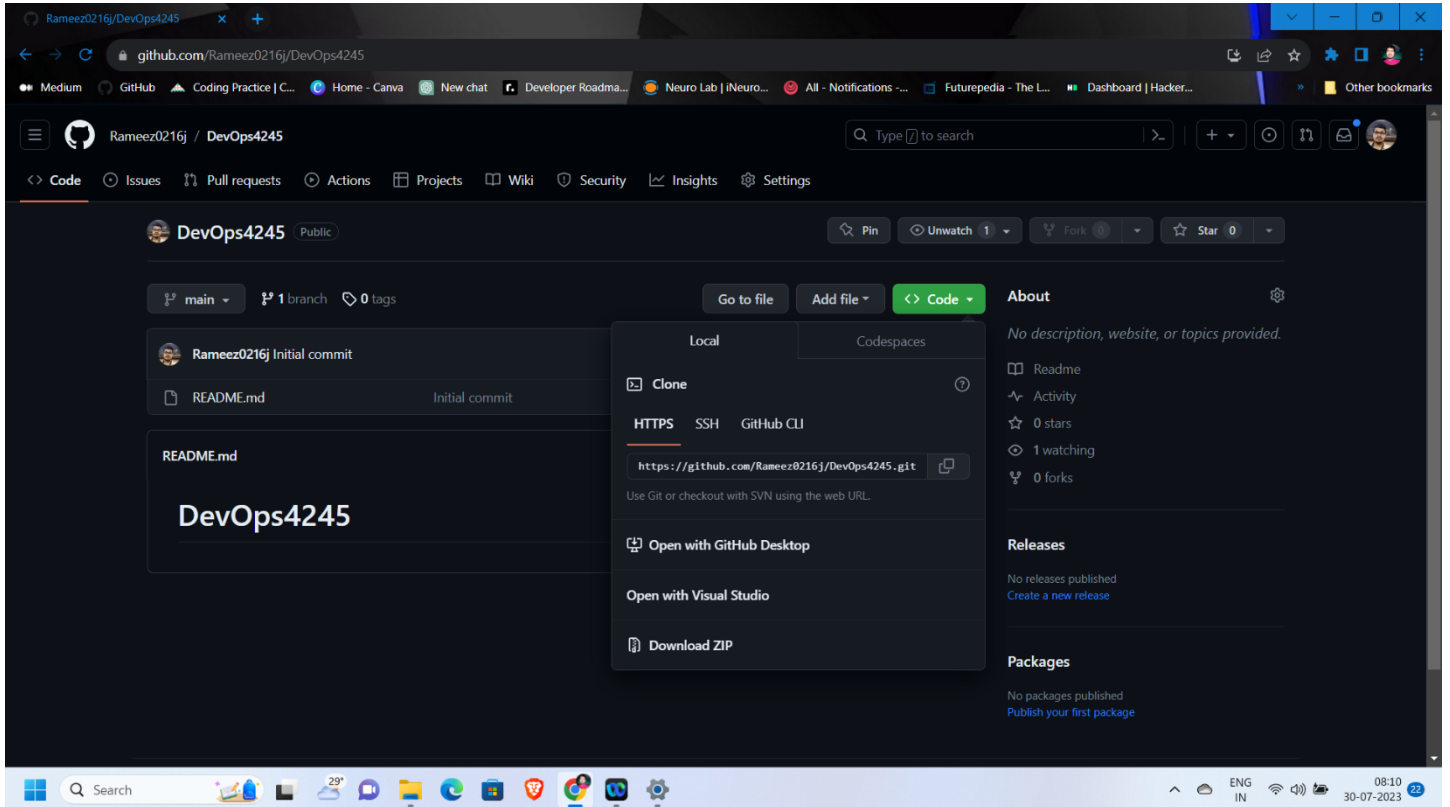 Rameez0216j/DevOps4245
github.com/Rameez0216j/DevOps4245
Medium GitHub Coding Practice | C... Home - Canva New chat Developer Roadma... Neuro Lab | iNeuro... All - Notifications -... Futurepedia - The L... Dashboard | Hacker... » Other bookmarks
Rameez0216j / DevOps4245 Type / to search
Code Issues Pull requests Actions Projects Wiki Security Insights Settings
DevOps4245 Public Pin Unwatch 1 Fork 0 Star 0
main 1 branch 0 tags Go to file Add file Code
Rameez0216j Initial commit
README.md Initial commit
README.md
DevOps4245
Local Codespaces
Clone
HTTPS SSH GitHub CLI
https://github.com/Rameez0216j/DevOps4245.git
Use Git or checkout with SVN using the web URL.
Open with GitHub Desktop
Open with Visual Studio
Download ZIP
About
No description, website, or topics provided.
Readme
Activity
0 stars
1 watching
0 forks
Releases
No releases published
Create a new release
Packages
No packages published
Publish your first package
Search 29° ENG 08:10 22
IN 30-07-2023